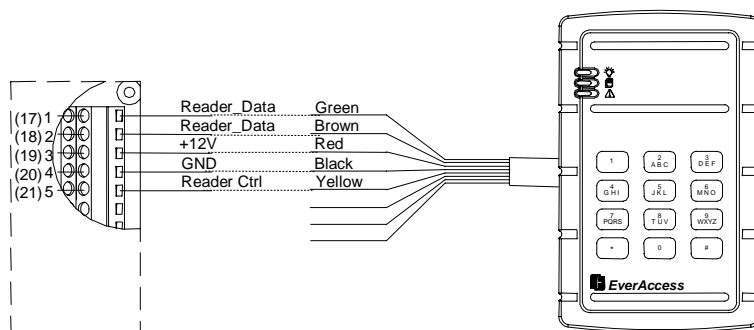 (17) 1 Reader_Data Green
(18) 2 Reader_Data Brown
(19) 3 +12V Red
(20) 4 GND Black
(21) 5 Reader Ctrl Yellow
1
2 ABC
3 DEF
4 GHI
5 JKL
6 MNO
7 PQRS
8 TUV
9 WXYZ
*
0
#
EverAccess